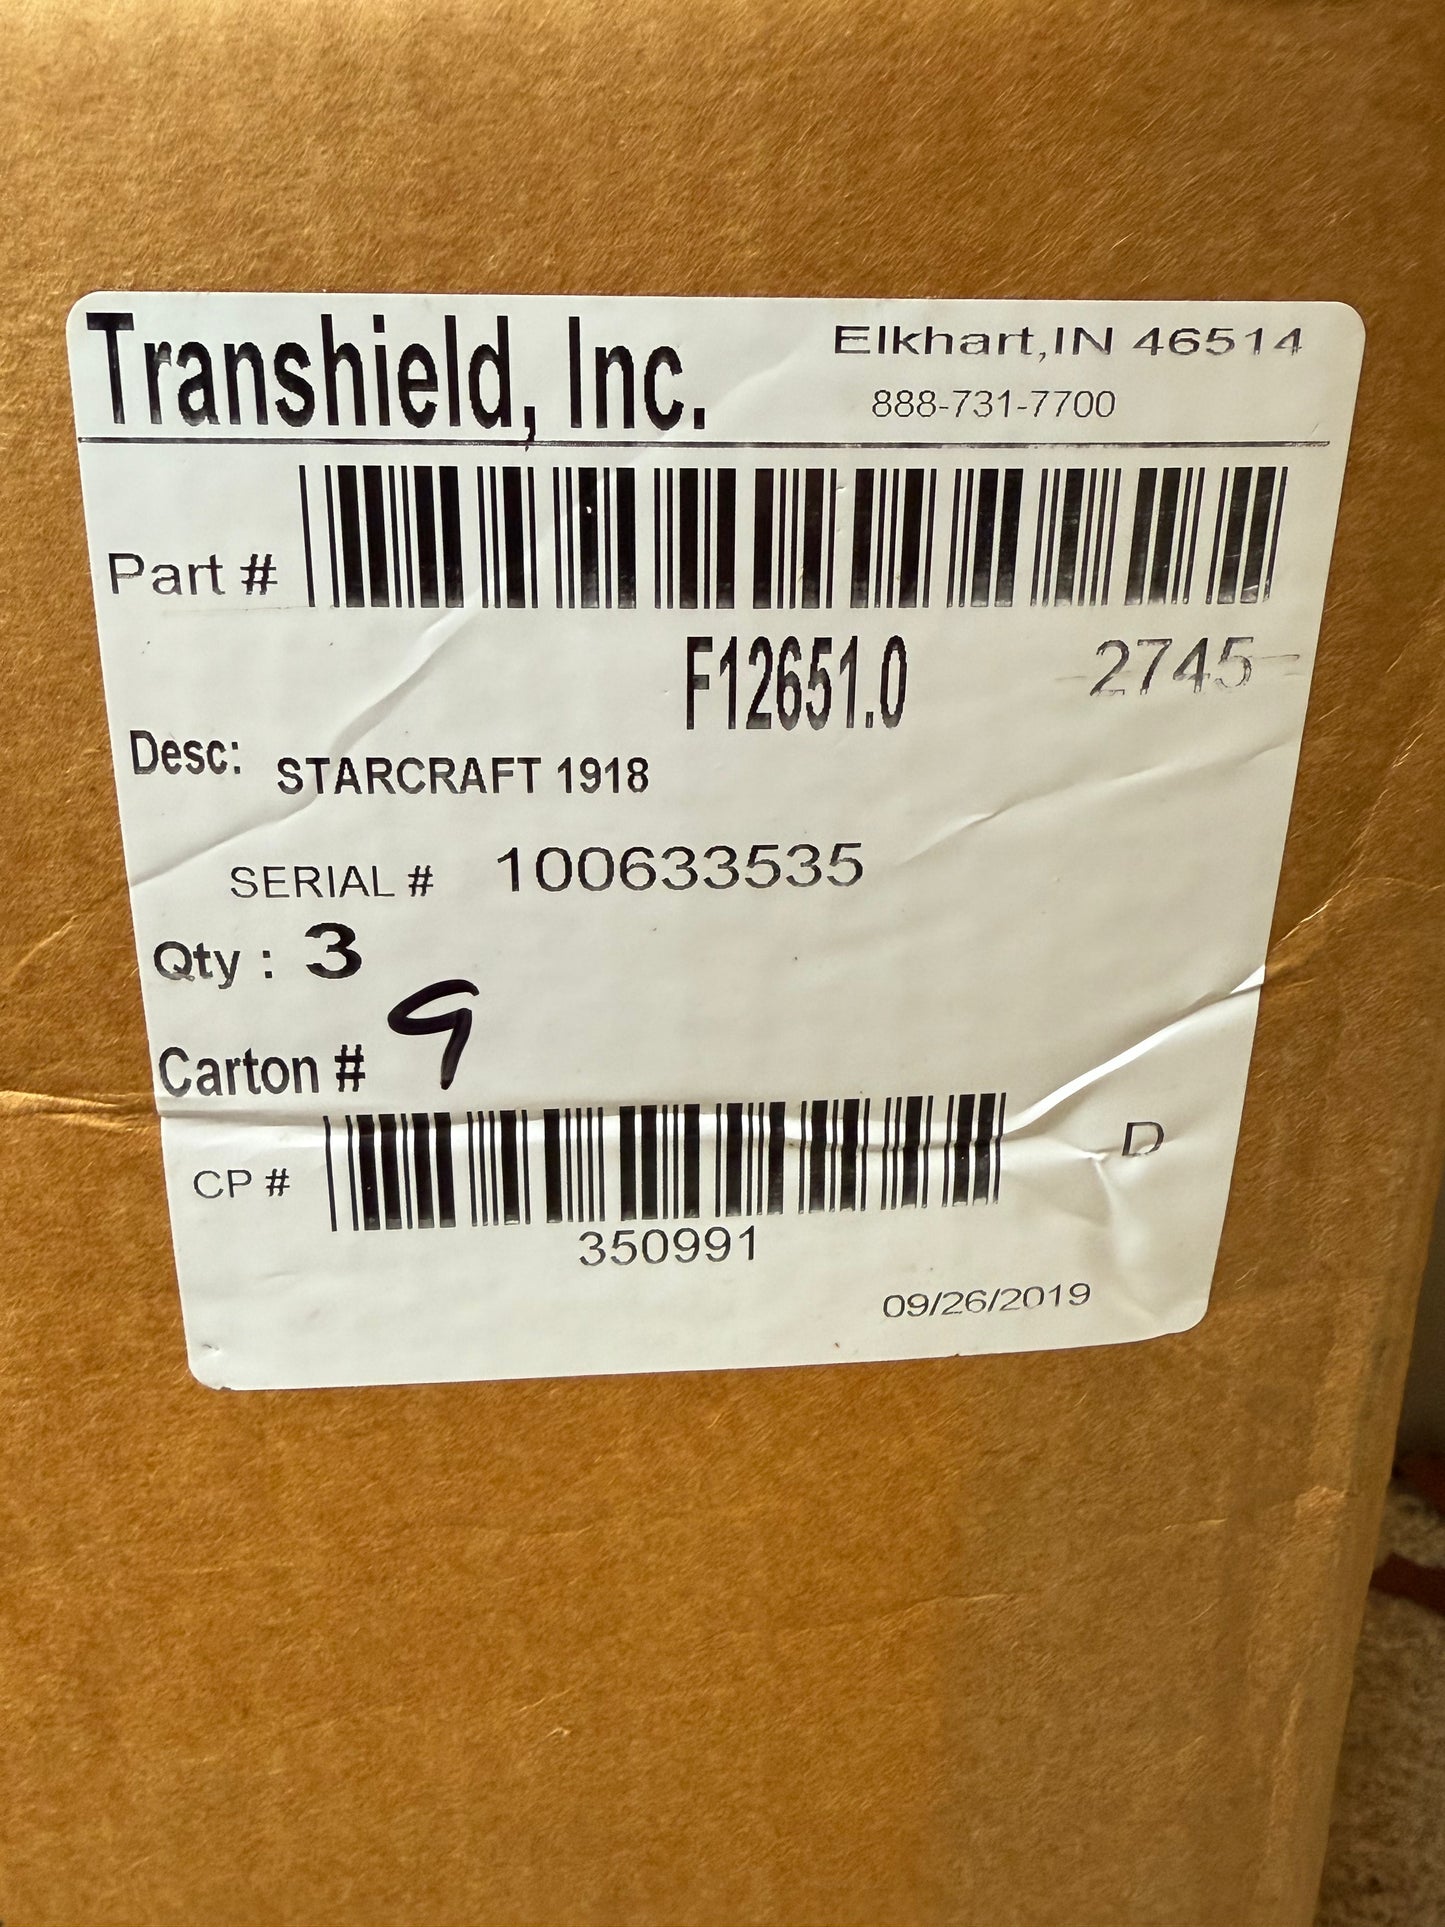 Transhield, Inc. Elkhart,IN 46514
888-731-7700
Part #
F12651.0 2745
Desc: STARCRAFT 1918
SERIAL # 100633535
Qty : 3
Carton # 9
CP # D
350991
09/26/2019